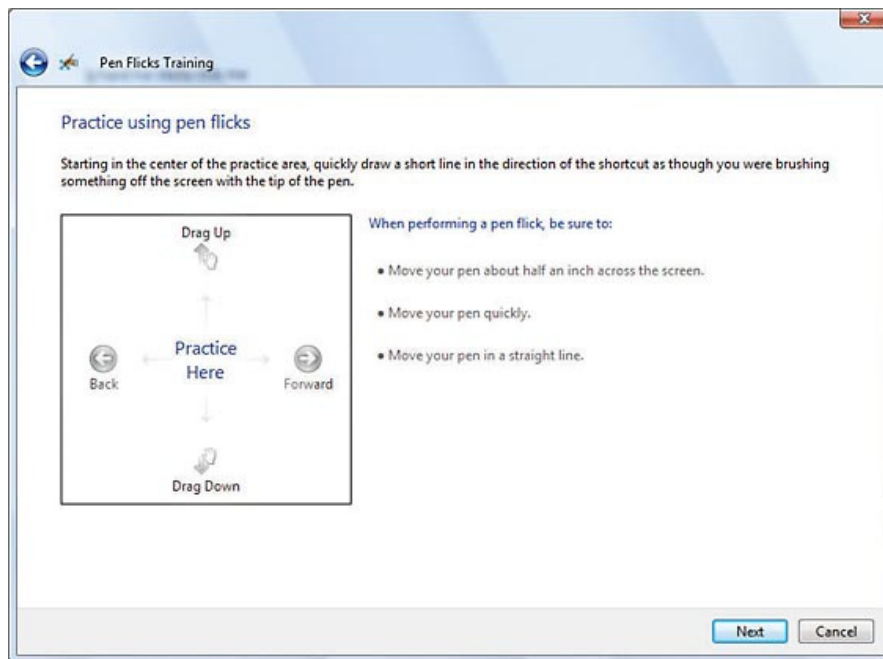 Pen Flicks Training
Practice using pen flicks
Starting in the center of the practice area, quickly draw a short line in the direction of the shortcut as though you were brushing
something off the screen with the tip of the pen.
Drag Up
Practice
Here
Back
Forward
Drag Down
When performing a pen flick, be sure to:
• Move your pen about half an inch across the screen.
• Move your pen quickly.
• Move your pen in a straight line.
Next
Cancel